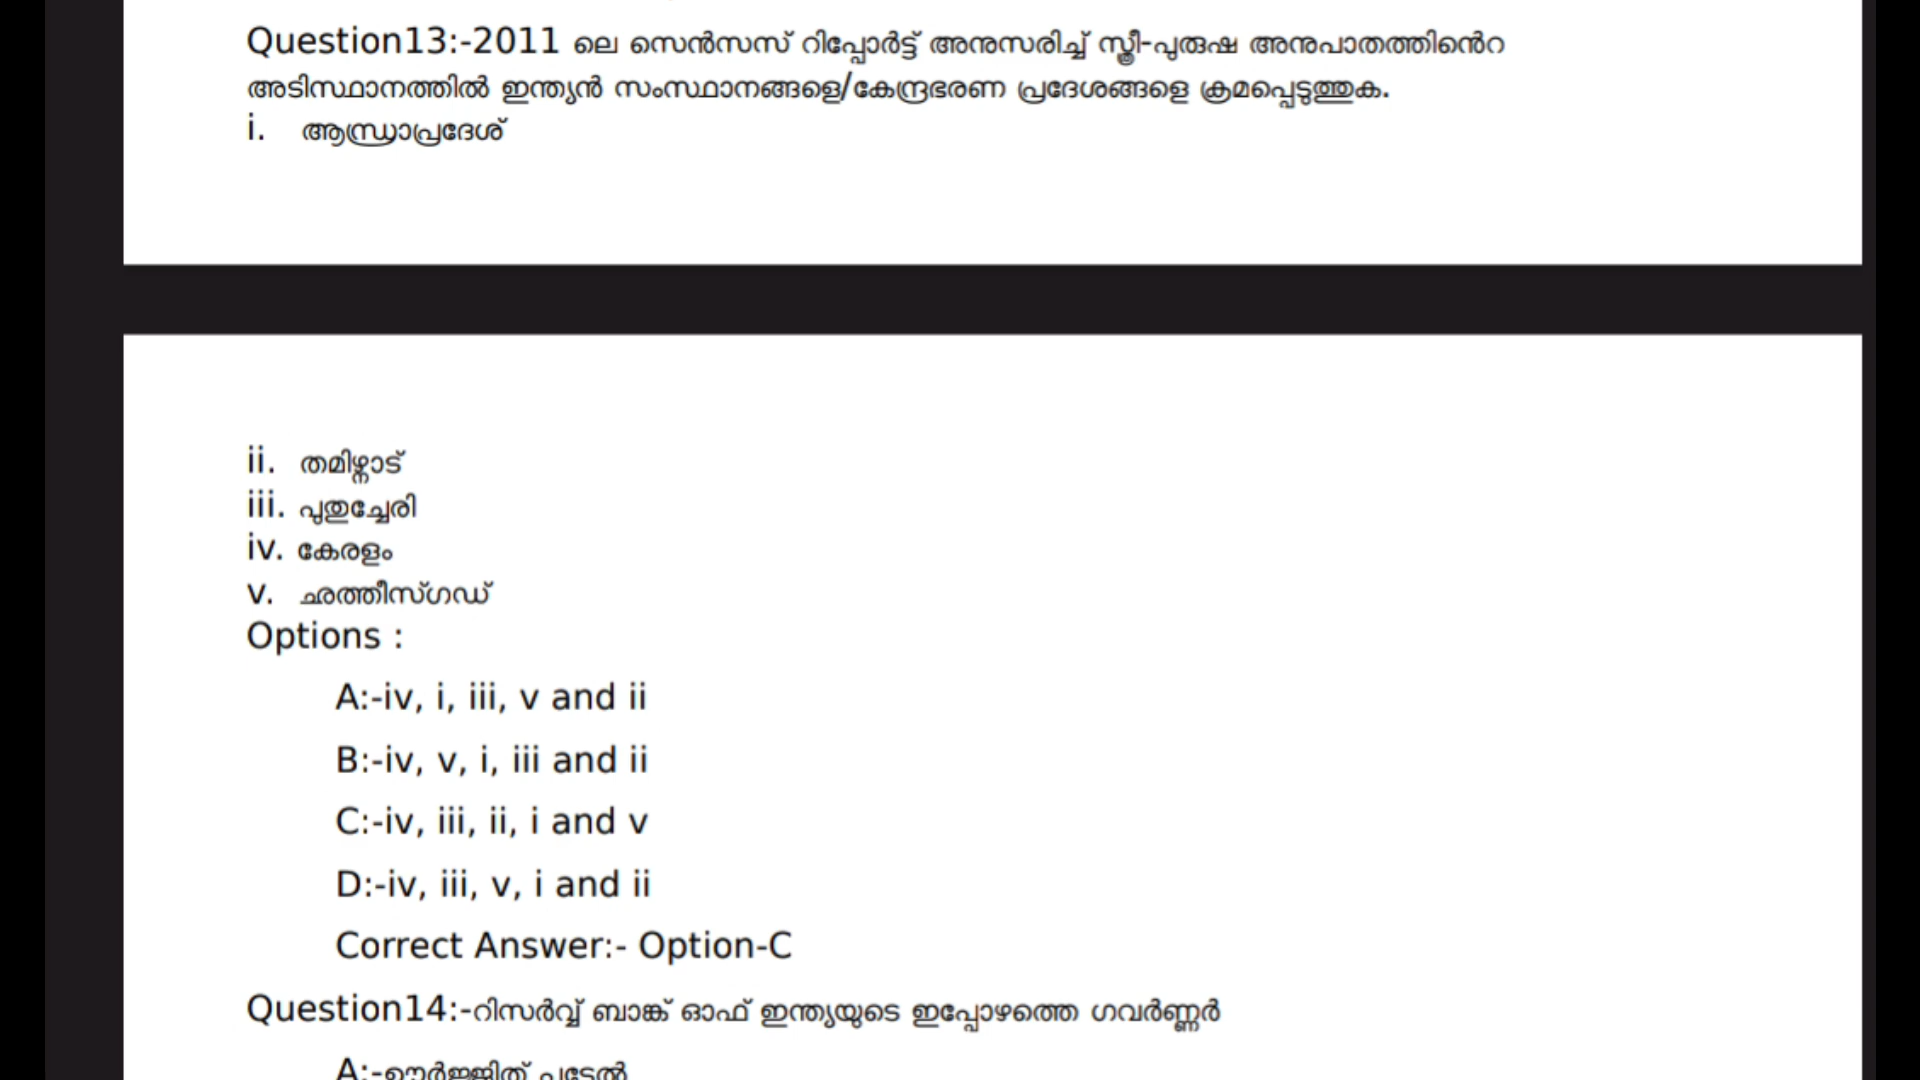 Question13:-2011 ലെ സെൻസസ് റിപ്പോർട്ട് അനുസരിച്ച് സ്ത്രീ-പുരുഷ അനുപാതത്തിൻെറ
അടിസ്ഥാനത്തിൽ ഇന്ത്യൻ സംസ്ഥാനങ്ങളെ/കേന്ദ്രഭരണ പ്രദേശങ്ങളെ ക്രമപ്പെടുത്തുക.
i. ആന്ധ്രാപ്രദേശ്
ii. തമിഴ്നാട്
iii. പുതുച്ചേരി
iv. കേരളം
v. ഛത്തീസ്ഗഡ്
Options :
A:-iv, i, iii, v and ii
B:-iv, v, i, iii and ii
C:-iv, iii, ii, i and v
D:-iv, iii, v, i and ii
Correct Answer:- Option-C
Question14:-റിസർവ്വ് ബാങ്ക് ഓഫ് ഇന്ത്യയുടെ ഇപ്പോഴത്തെ ഗവർണ്ണർ
A:-ഊർജ്ജിത് പട്ടേൽ